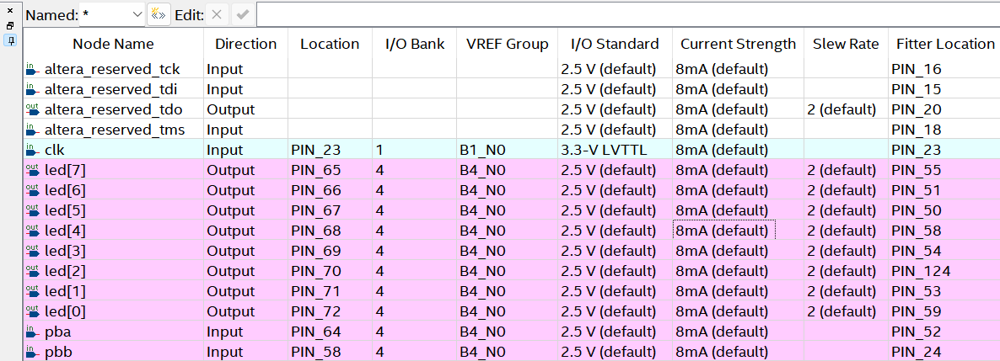 Named: * Edit:
Node Name Direction Location I/O Bank VREF Group I/O Standard Current Strength Slew Rate Fitter Location
in altera_reserved_tck Input 2.5 V (default) 8mA (default) PIN_16
in altera_reserved_tdi Input 2.5 V (default) 8mA (default) PIN_15
out altera_reserved_tdo Output 2.5 V (default) 8mA (default) 2 (default) PIN_20
in altera_reserved_tms Input 2.5 V (default) 8mA (default) PIN_18
in clk Input PIN_23 1 B1_N0 3.3-V LVTTL 8mA (default) PIN_23
out led[7] Output PIN_65 4 B4_N0 2.5 V (default) 8mA (default) 2 (default) PIN_55
out led[6] Output PIN_66 4 B4_N0 2.5 V (default) 8mA (default) 2 (default) PIN_51
out led[5] Output PIN_67 4 B4_N0 2.5 V (default) 8mA (default) 2 (default) PIN_50
out led[4] Output PIN_68 4 B4_N0 2.5 V (default) 8mA (default) 2 (default) PIN_58
out led[3] Output PIN_69 4 B4_N0 2.5 V (default) 8mA (default) 2 (default) PIN_54
out led[2] Output PIN_70 4 B4_N0 2.5 V (default) 8mA (default) 2 (default) PIN_124
out led[1] Output PIN_71 4 B4_N0 2.5 V (default) 8mA (default) 2 (default) PIN_53
out led[0] Output PIN_72 4 B4_N0 2.5 V (default) 8mA (default) 2 (default) PIN_59
in pba Input PIN_64 4 B4_N0 2.5 V (default) 8mA (default) PIN_52
in pbb Input PIN_58 4 B4_N0 2.5 V (default) 8mA (default) PIN_24